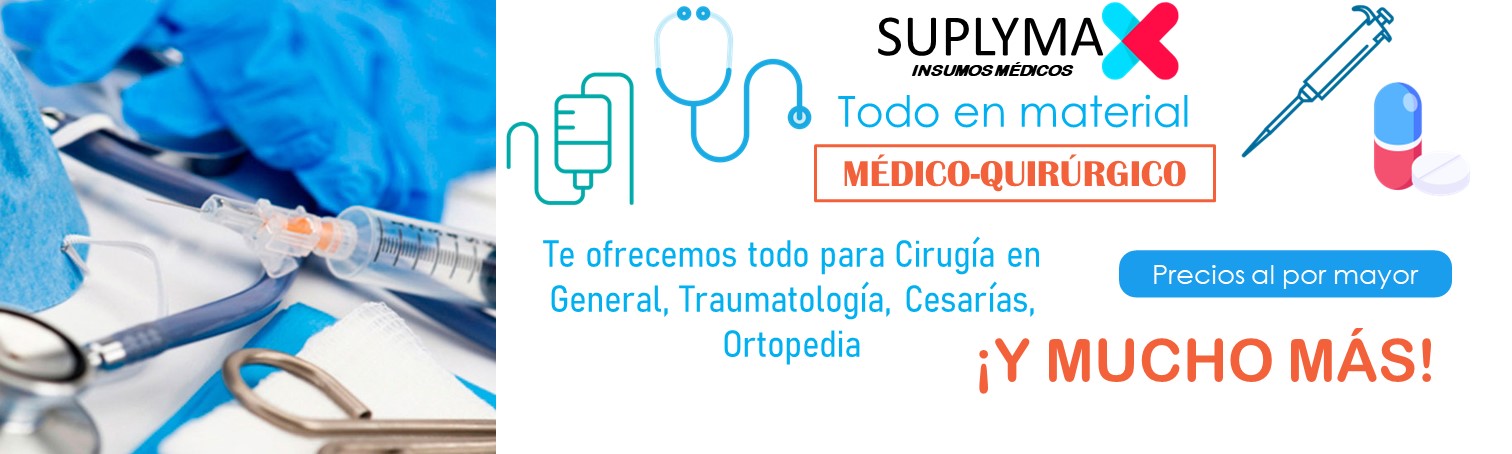 SUPLYMAX
INSUMOS MÉDICOS
Todo en material
MÉDICO-QUIRÚRGICO
Te ofrecemos todo para Cirugía en
General, Traumatología, Cesarías,
Ortopedia
Precios al por mayor
¡Y MUCHO MÁS!